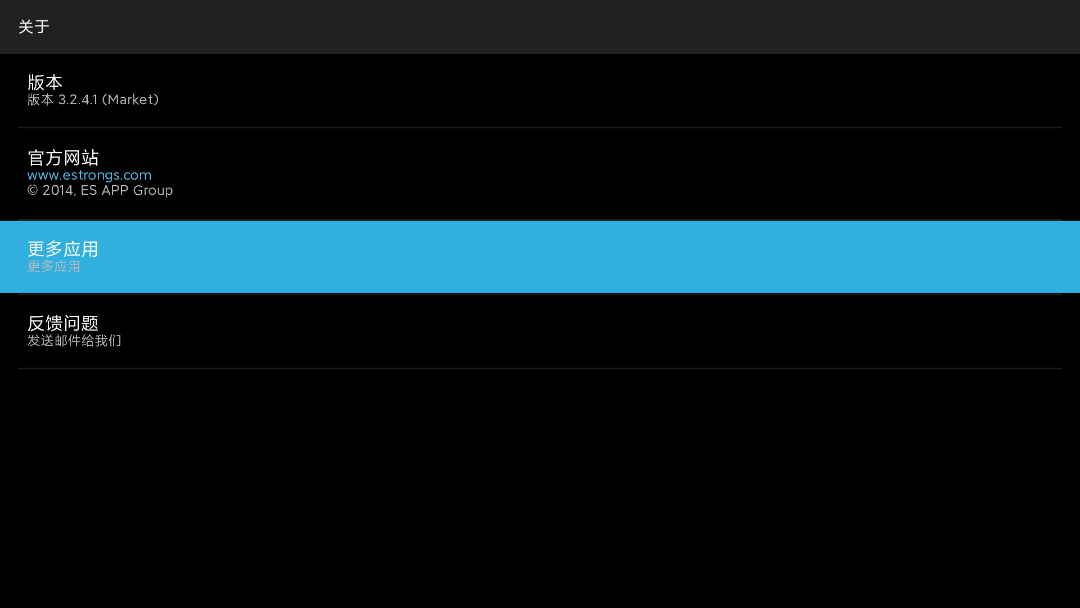 关于
版本
版本 3.2.4.1 (Market)
官方网站
www.estrongs.com
© 2014, ES APP Group
更多应用
更多应用
反馈问题
发送邮件给我们